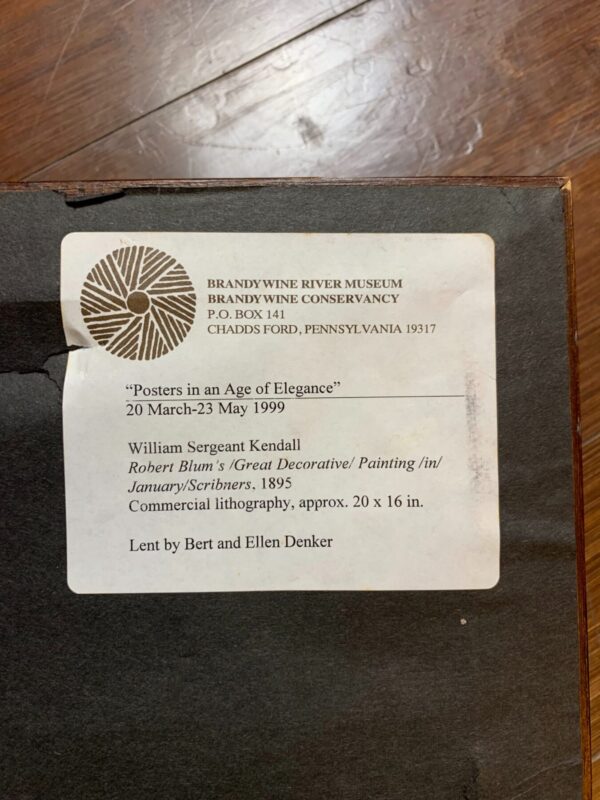 BRANDYWINE RIVER MUSEUM
BRANDYWINE CONSERVANCY
P.O. BOX 141
CHADDS FORD, PENNSYLVANIA 19317
“Posters in an Age of Elegance”
20 March-23 May 1999
William Sergeant Kendall
Robert Blum's /Great Decorative/ Painting /in/
January/Scribners, 1895
Commercial lithography, approx. 20 x 16 in.
Lent by Bert and Ellen Denker